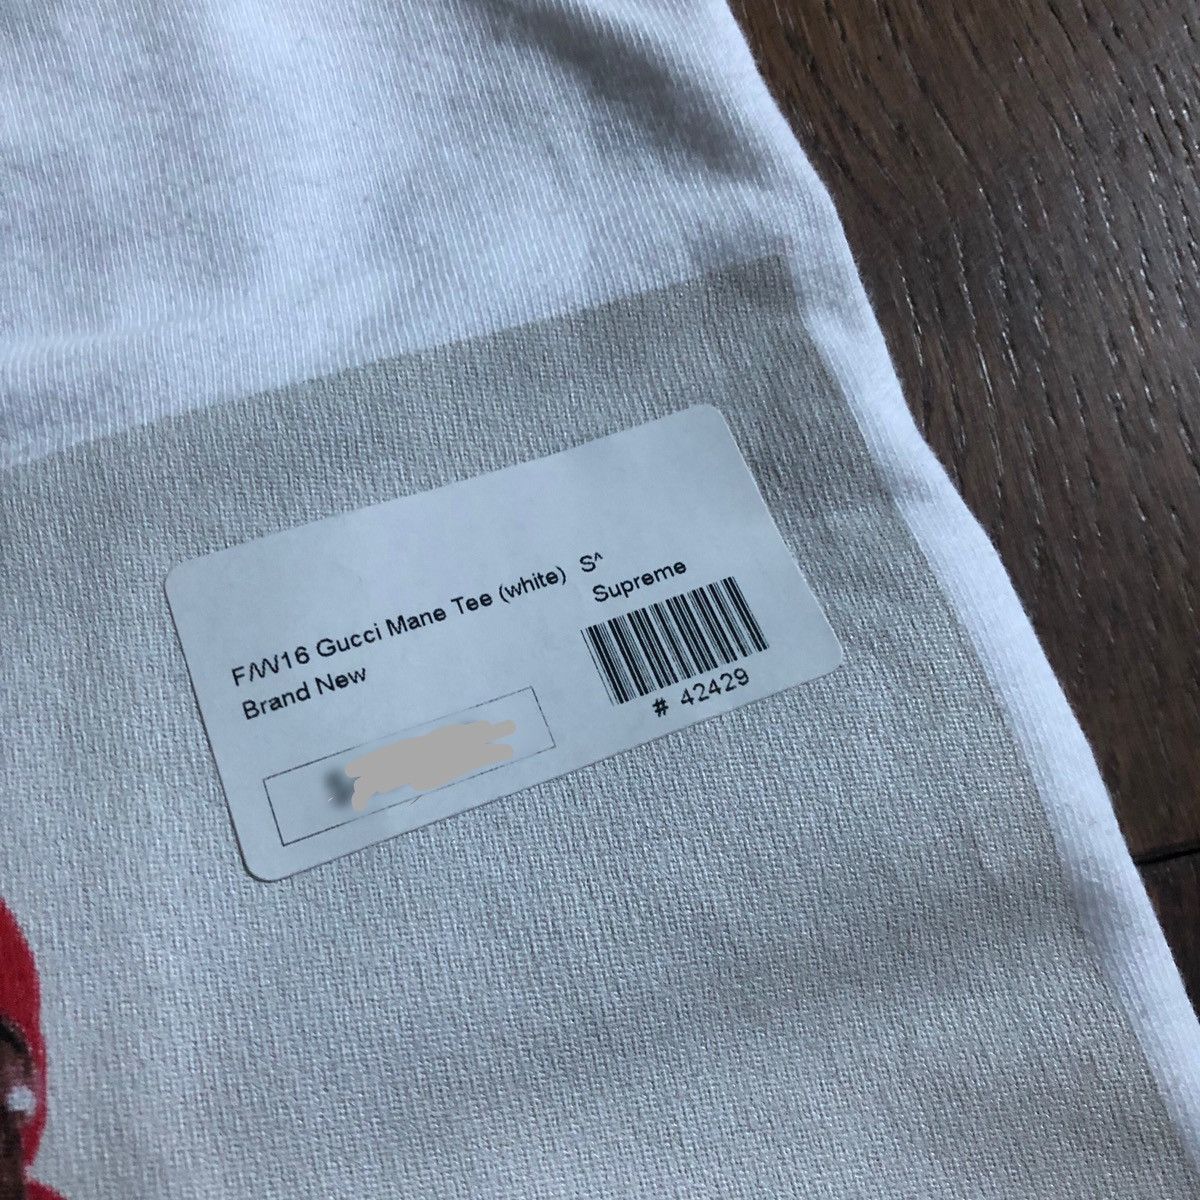 F/W16 Gucci Mane Tee (white) S^
Brand New
Supreme
# 42429